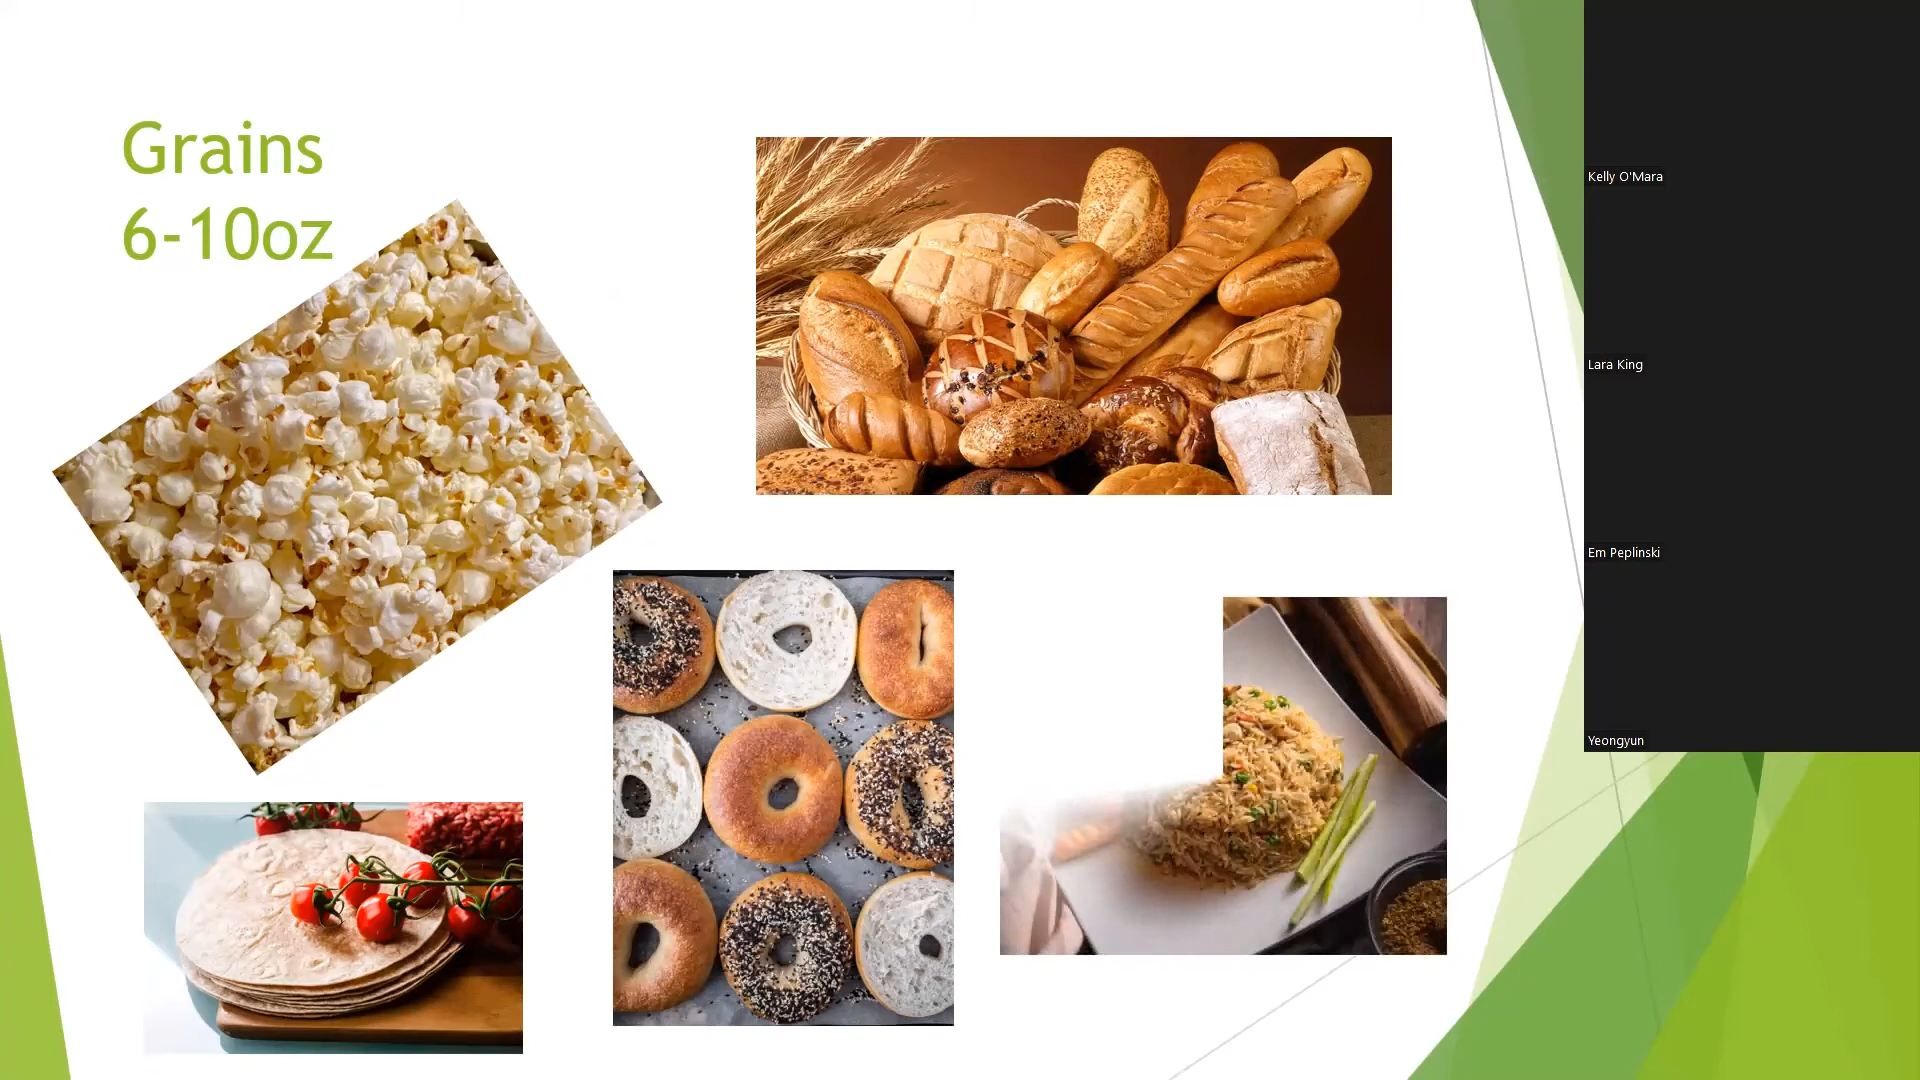 Grains
6-10oz
Kelly O'Mara
Lara King
Em Peplinski
Yeongyun